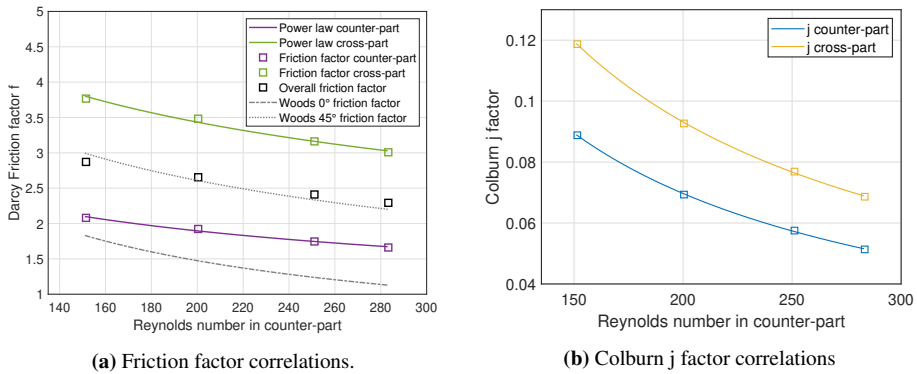 5
4.5
4
3.5
3
2.5
2
1.5
1
Darcy Friction factor f
140 160 180 200 220 240 260 280 300
Reynolds number in counter-part
Power law counter-part
Power law cross-part
Friction factor counter-part
Friction factor cross-part
Overall friction factor
Woods 0° friction factor
Woods 45° friction factor
(a) Friction factor correlations.
0.12
0.1
0.08
0.06
0.04
Colburn j factor
150 200 250 300
Reynolds number in counter-part
j counter-part
j cross-part
(b) Colburn j factor correlations